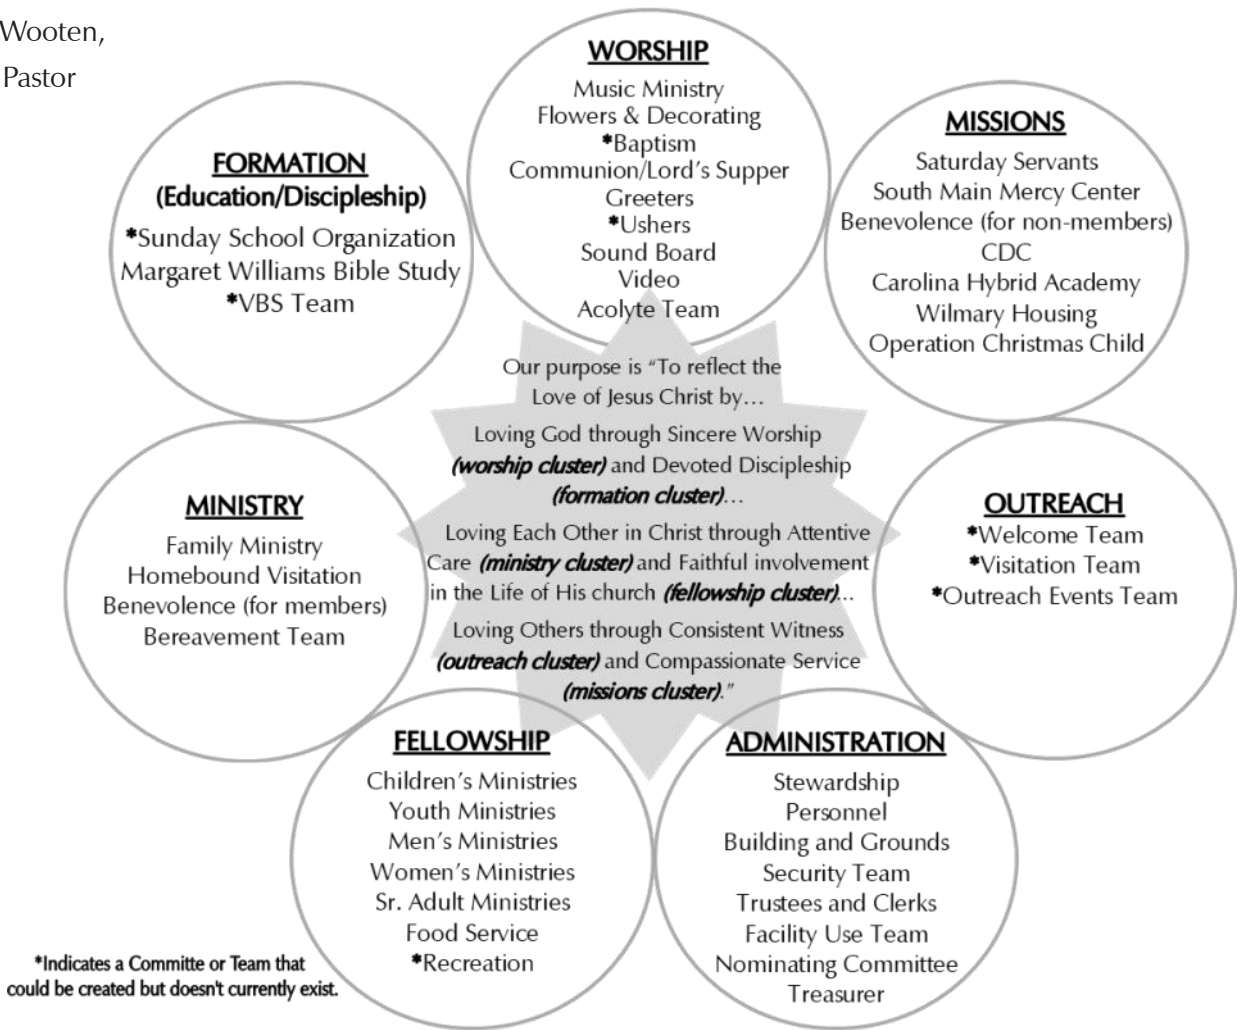 Wooten,
Pastor
WORSHIP
Music Ministry
Flowers & Decorating
*Baptism
Communion/Lord's Supper
Greeters
*Ushers
Sound Board
Video
Acolyte Team
FORMATION
(Education/Discipleship)
*Sunday School Organization
Margaret Williams Bible Study
*VBS Team
MISSIONS
Saturday Servants
South Main Mercy Center
Benevolence (for non-members)
CDC
Carolina Hybrid Academy
Wilmary Housing
Operation Christmas Child
Our purpose is "To reflect the
Love of Jesus Christ by…
Loving God through Sincere Worship
(worship cluster) and Devoted Discipleship
(formation cluster)…
Loving Each Other in Christ through Attentive
Care (ministry cluster) and Faithful involvement
in the Life of His church (fellowship cluster)…
Loving Others through Consistent Witness
(outreach cluster) and Compassionate Service
(missions cluster)."
MINISTRY
Family Ministry
Homebound Visitation
Benevolence (for members)
Bereavement Team
OUTREACH
*Welcome Team
*Visitation Team
*Outreach Events Team
FELLOWSHIP
Children's Ministries
Youth Ministries
Men's Ministries
Women's Ministries
Sr. Adult Ministries
Food Service
*Recreation
ADMINISTRATION
Stewardship
Personnel
Building and Grounds
Security Team
Trustees and Clerks
Facility Use Team
Nominating Committee
Treasurer
*Indicates a Committe or Team that
could be created but doesn't currently exist.